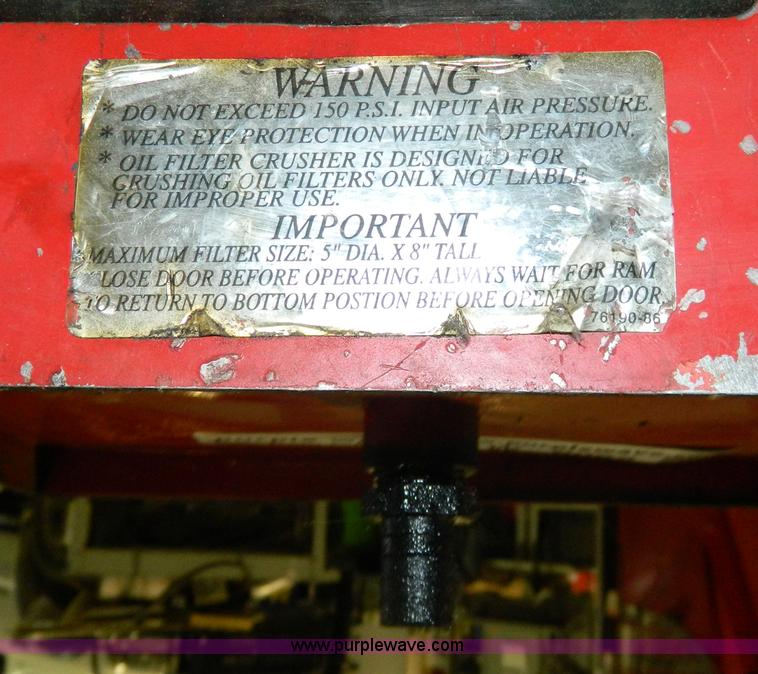 WARNING
* DO NOT EXCEED 150 P.S.I. INPUT AIR PRESSURE.
* WEAR EYE PROTECTION WHEN IN OPERATION.
* OIL FILTER CRUSHER IS DESIGNED FOR
CRUSHING OIL FILTERS ONLY. NOT LIABLE
FOR IMPROPER USE.
IMPORTANT
MAXIMUM FILTER SIZE: 5" DIA. X 8" TALL
CLOSE DOOR BEFORE OPERATING. ALWAYS WAIT FOR RAM
TO RETURN TO BOTTOM POSTION BEFORE OPENING DOOR
76190-86
www.purplewave.com